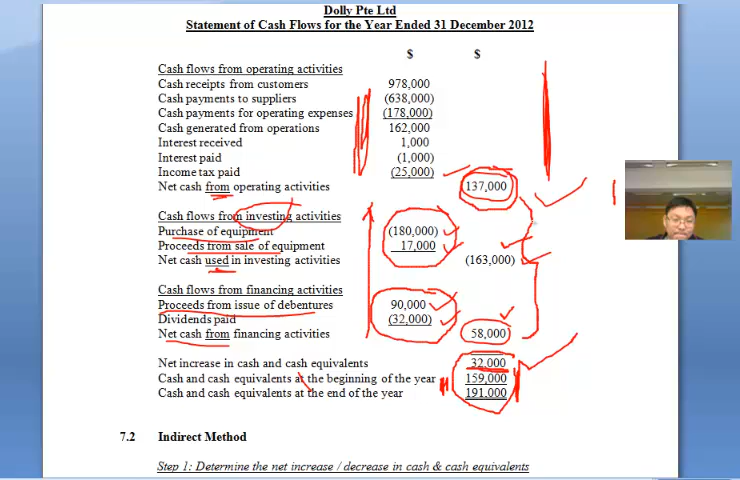 Dolly Pte Ltd
Statement of Cash Flows for the Year Ended 31 December 2012
$ $
Cash flows from operating activities
Cash receipts from customers 978,000
Cash payments to suppliers (638,000)
Cash payments for operating expenses (178,000)
Cash generated from operations 162,000
Interest received 1,000
Interest paid (1,000)
Income tax paid (25,000)
Net cash from operating activities 137,000
Cash flows from investing activities
Purchase of equipment (180,000)
Proceeds from sale of equipment 17,000
Net cash used in investing activities (163,000)
Cash flows from financing activities
Proceeds from issue of debentures 90,000
Dividends paid (32,000)
Net cash from financing activities 58,000
Net increase in cash and cash equivalents 32,000
Cash and cash equivalents at the beginning of the year 159,000
Cash and cash equivalents at the end of the year 191,000
7.2 Indirect Method
Step 1: Determine the net increase / decrease in cash & cash equivalents